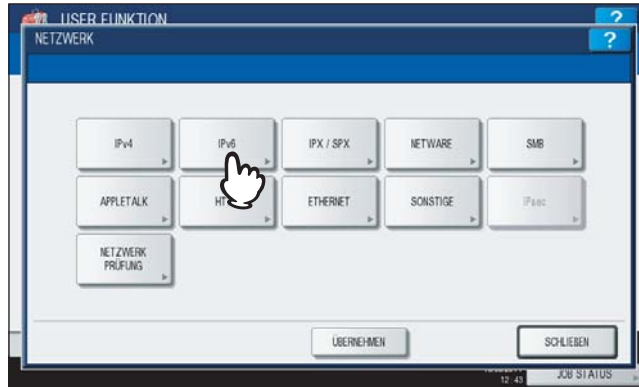 USER FUNKTION
?
NETZWERK
?
IPv4
IPv6
IPX / SPX
NETWARE
SMB
APPLETALK
HT
ETHERNET
SONSTIGE
IPsec
NETZWERK
PRÜFUNG
ÜBERNEHMEN
SCHLIEßEN
12:43
JOB STATUS